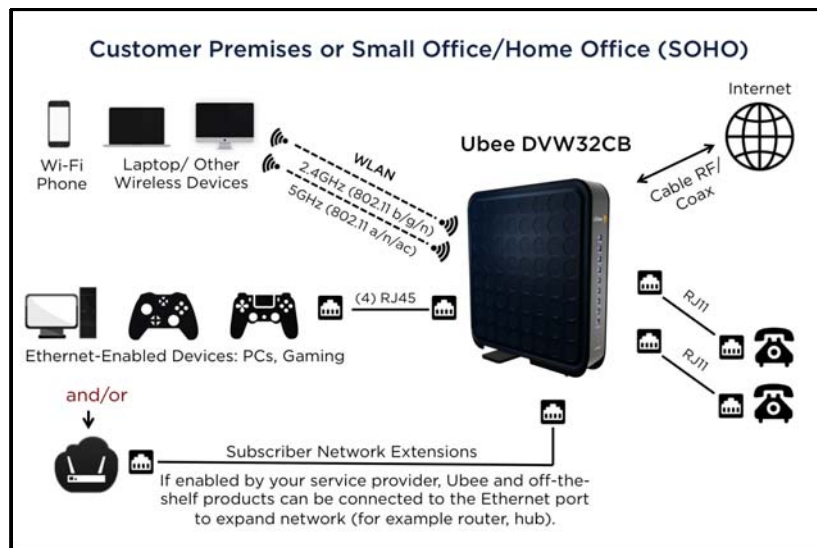 Customer Premises or Small Office/Home Office (SOHO)
Internet
Ubee DVW32CB
Wi-Fi
Phone
Laptop/ Other
Wireless Devices
WLAN
2.4GHz (802.11 b/g/n)
5GHz (802.11 a/n/ac)
Cable RF/
Coax
(4) RJ45
RJ11
RJ11
Ethernet-Enabled Devices: PCs, Gaming
and/or
Subscriber Network Extensions
If enabled by your service provider, Ubee and off-the-
shelf products can be connected to the Ethernet port
to expand network (for example router, hub).